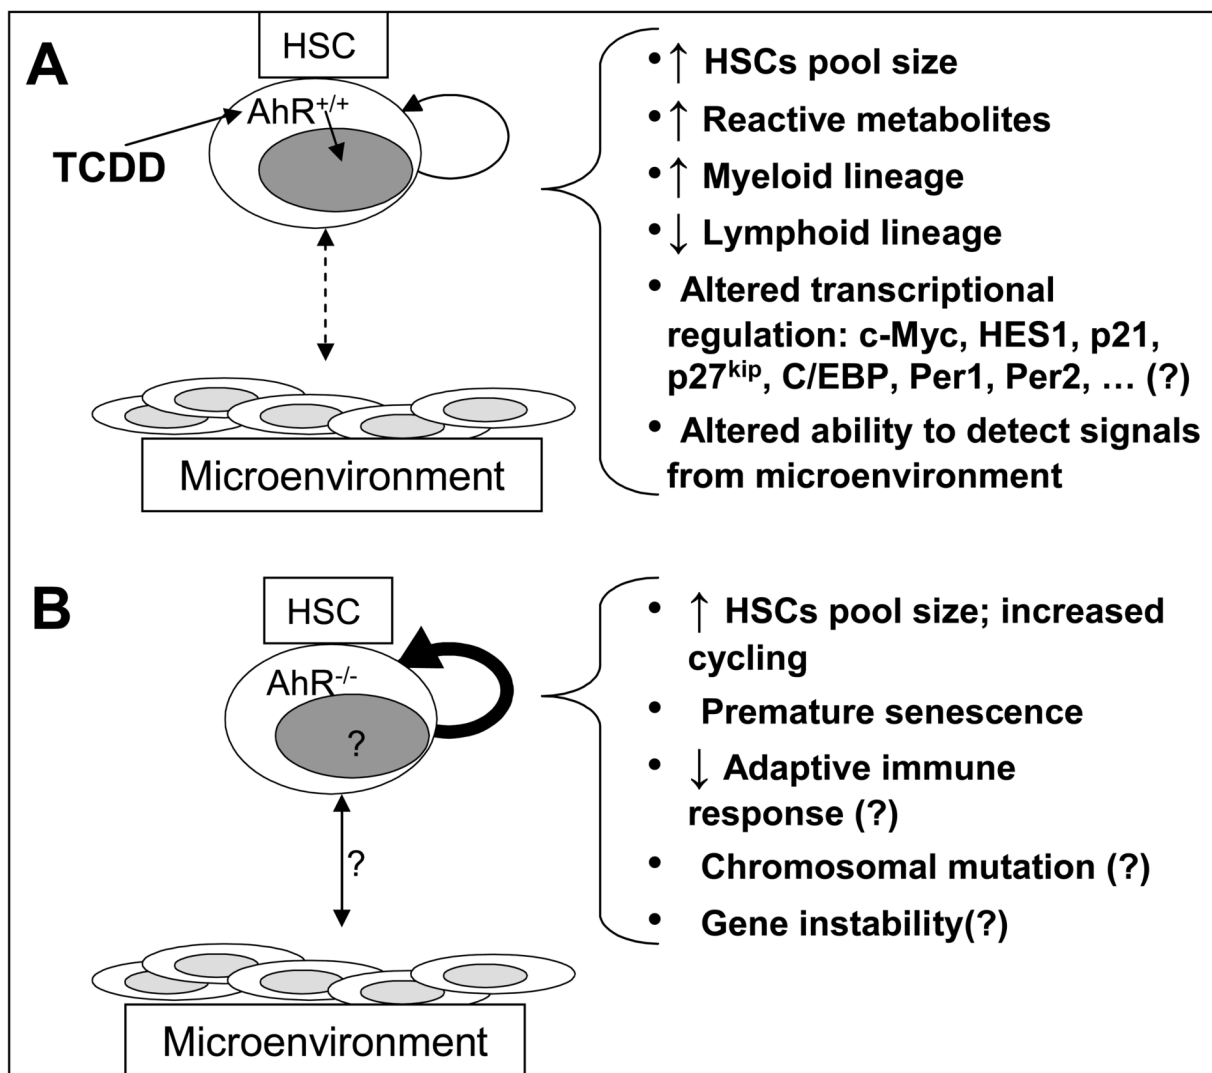 A
HSC
AhR+/+
TCDD
Microenvironment
• ↑ HSCs pool size
• ↑ Reactive metabolites
• ↑ Myeloid lineage
• ↓ Lymphoid lineage
• Altered transcriptional
regulation: c-Myc, HES1, p21,
p27kip, C/EBP, Per1, Per2, … (?)
• Altered ability to detect signals
from microenvironment
B
HSC
AhR-/-
?
?
Microenvironment
• ↑ HSCs pool size; increased
cycling
• Premature senescence
• ↓ Adaptive immune
response (?)
• Chromosomal mutation (?)
• Gene instability(?)